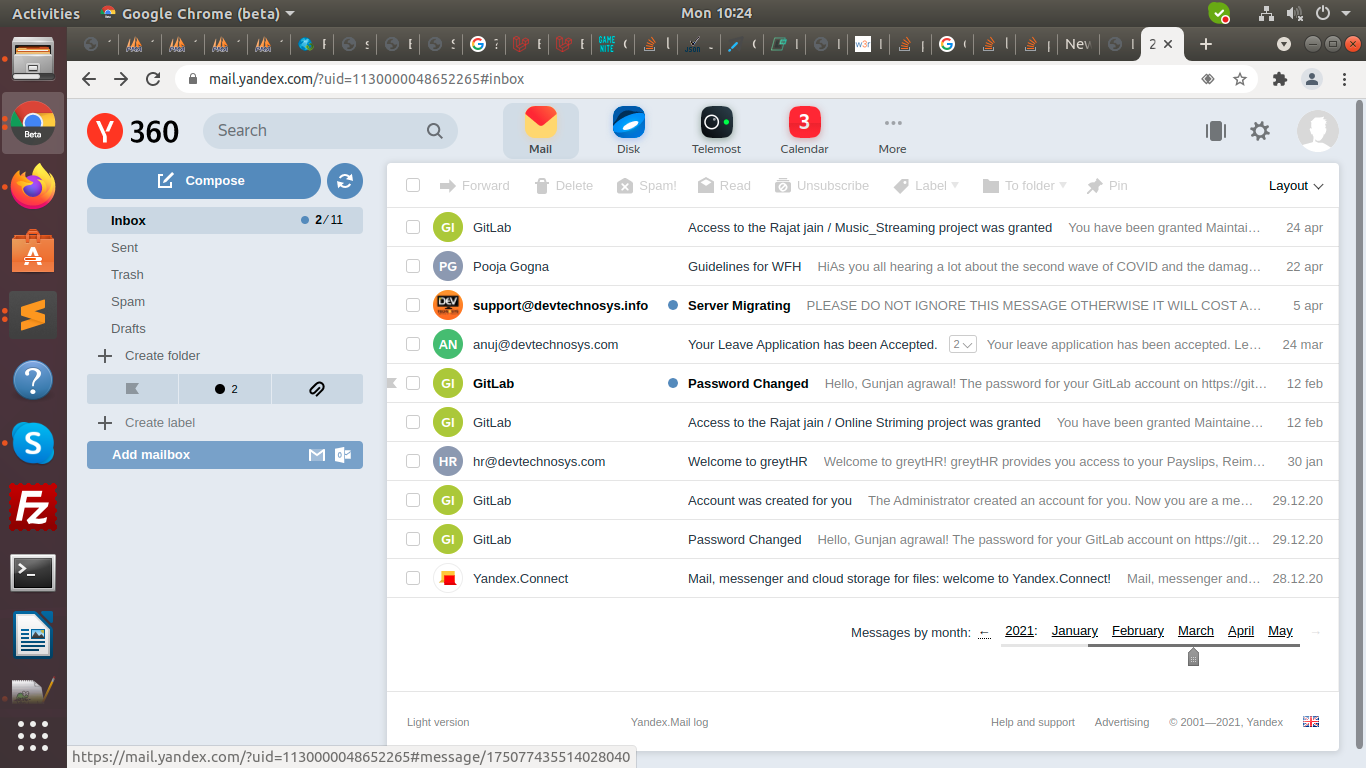 Activities Google Chrome (beta) Mon 10:24
GAME NITE JSON w3r New 2
mail.yandex.com/?uid=1130000048652265#inbox
Y 360 Search Mail Disk Telemost 3 Calendar More
Compose
Forward Delete Spam! Read Unsubscribe Label To folder Pin Layout
Inbox 2/11
Sent
Trash
Spam
Drafts
Create folder
2
Create label
Add mailbox
GI GitLab Access to the Rajat jain / Music_Streaming project was granted You have been granted Maintai… 24 apr
PG Pooja Gogna Guidelines for WFH HiAs you all hearing a lot about the second wave of COVID and the damag… 22 apr
DEV support@devtechnosys.info Server Migrating PLEASE DO NOT IGNORE THIS MESSAGE OTHERWISE IT WILL COST A… 5 apr
AN anuj@devtechnosys.com Your Leave Application has been Accepted. 2 Your leave application has been accepted. Le… 24 mar
GI GitLab Password Changed Hello, Gunjan agrawal! The password for your GitLab account on https://git… 12 feb
GI GitLab Access to the Rajat jain / Online Striming project was granted You have been granted Maintaine… 12 feb
HR hr@devtechnosys.com Welcome to greytHR Welcome to greytHR! greytHR provides you access to your Payslips, Reim… 30 jan
GI GitLab Account was created for you The Administrator created an account for you. Now you are a me… 29.12.20
GI GitLab Password Changed Hello, Gunjan agrawal! The password for your GitLab account on https://git… 29.12.20
Yandex.Connect Mail, messenger and cloud storage for files: welcome to Yandex.Connect! Mail, messenger and… 28.12.20
Messages by month: ← 2021: January February March April May →
Light version Yandex.Mail log Help and support Advertising © 2001—2021, Yandex
https://mail.yandex.com/?uid=1130000048652265#message/175077435514028040
Beta